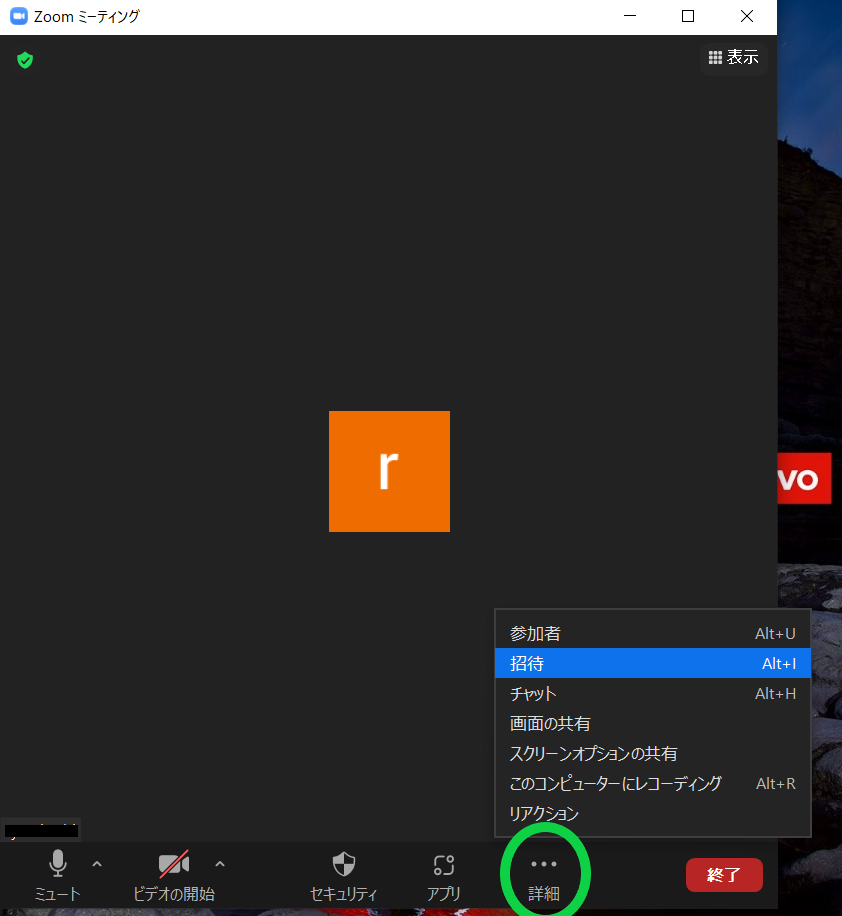 Zoom ミーティング
表示
r
vo
参加者 Alt+U
招待 Alt+I
チャット Alt+H
画面の共有
スクリーンオプションの共有
このコンピューターにレコーディング Alt+R
リアクション
ミュート
ビデオの開始
セキュリティ
アプリ
詳細
終了